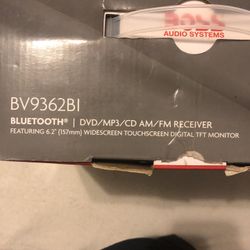 BOSS
AUDIO SYSTEMS
BV9362BI
BLUETOOTH® | DVD/MP3/CD AM/FM RECEIVER
FEATURING 6.2" (157mm) WIDESCREEN TOUCHSCREEN DIGITAL TFT MONITOR